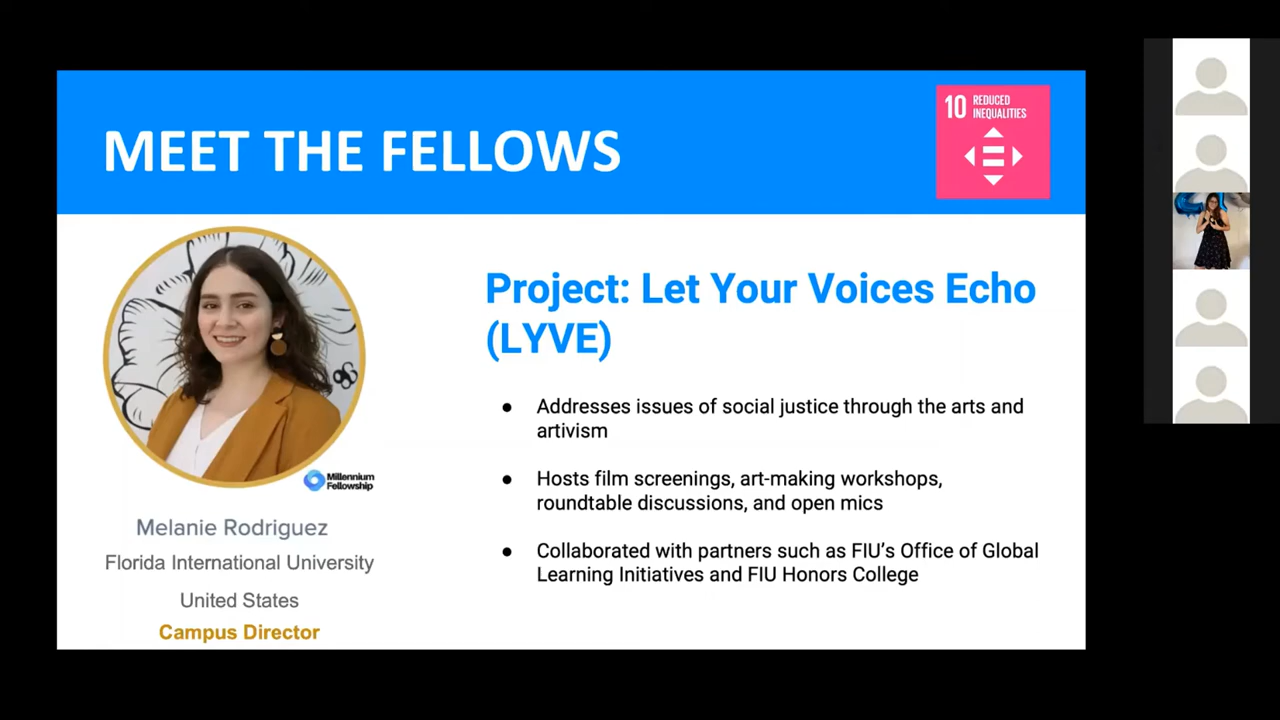 MEET THE FELLOWS
10 REDUCED
INEQUALITIES
Project: Let Your Voices Echo
(LYVE)
● Addresses issues of social justice through the arts and
artivism
● Hosts film screenings, art-making workshops,
roundtable discussions, and open mics
● Collaborated with partners such as FIU's Office of Global
Learning Initiatives and FIU Honors College
Millennium
Fellowship
Melanie Rodriguez
Florida International University
United States
Campus Director